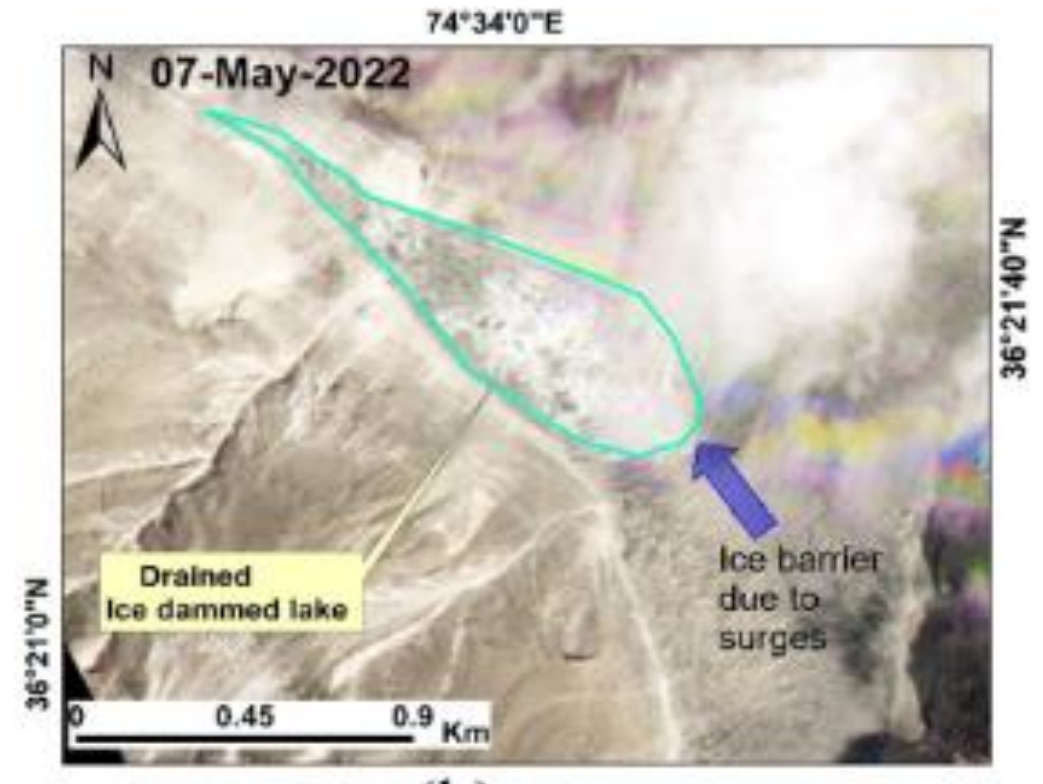 74°34'0"E
N
07-May-2022
36°21'40"N
Ice barrier
due to
surges
Drained
Ice dammed lake
36°21'0"N
0 0.45 0.9 Km